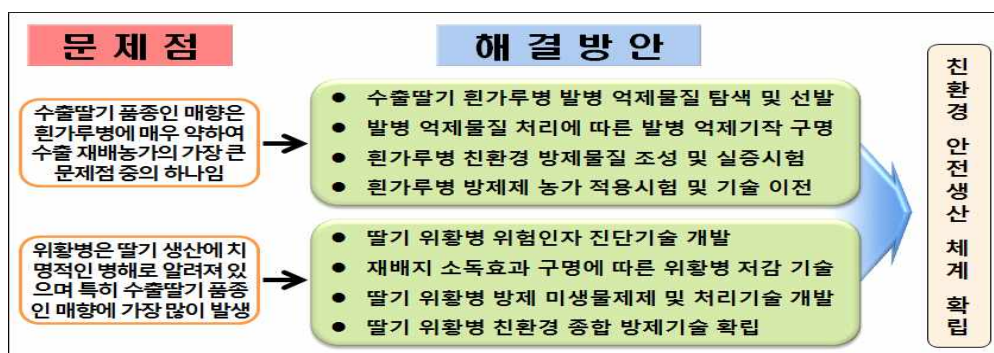 문제점
해결방안
수출딸기 품종인 매향은
흰가루병에 매우 약하여
수출 재배농가의 가장 큰
문제점 중의 하나임
● 수출딸기 흰가루병 발병 억제물질 탐색 및 선발
● 발병 억제물질 처리에 따른 발병 억제기작 구명
● 흰가루병 친환경 방제물질 조성 및 실증시험
● 흰가루병 방제제 농가 적용시험 및 기술 이전
위황병은 딸기 생산에 치
명적인 병해로 알려져 있
으며 특히 수출딸기 품종
인 매향에 가장 많이 발생
● 딸기 위황병 위험인자 진단기술 개발
● 재배지 소독효과 구명에 따른 위황병 저감 기술
● 딸기 위황병 방제 미생물제제 및 처리기술 개발
● 딸기 위황병 친환경 종합 방제기술 확립
친환경 안전생산 체계 확립